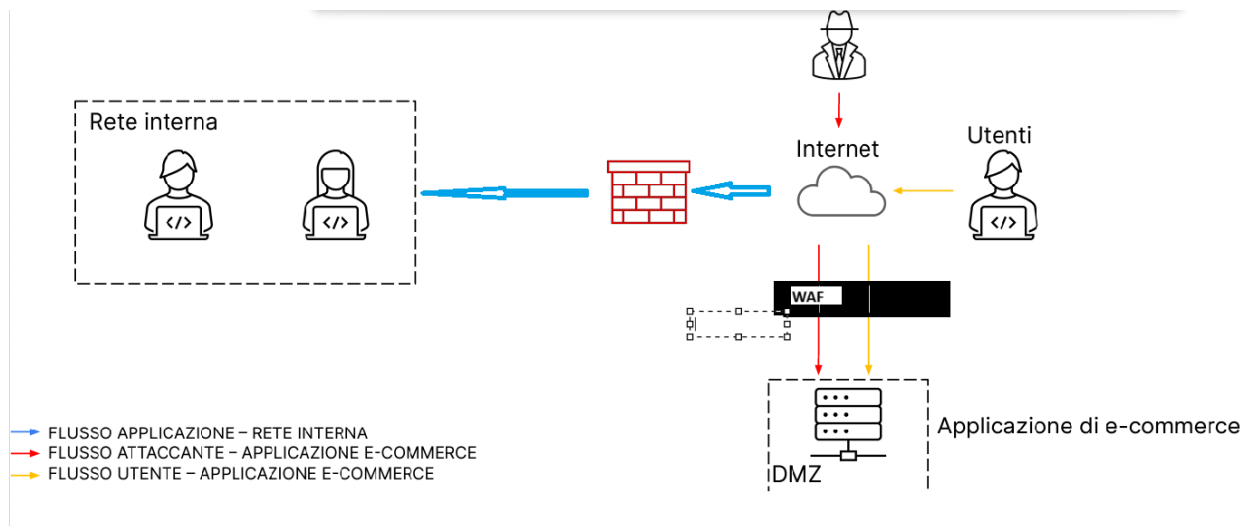 Rete interna
</>
</>
Internet
Utenti
</>
WAF
FLUSSO APPLICAZIONE – RETE INTERNA
FLUSSO ATTACCANTE – APPLICAZIONE E-COMMERCE
FLUSSO UTENTE – APPLICAZIONE E-COMMERCE
Applicazione di e-commerce
DMZ